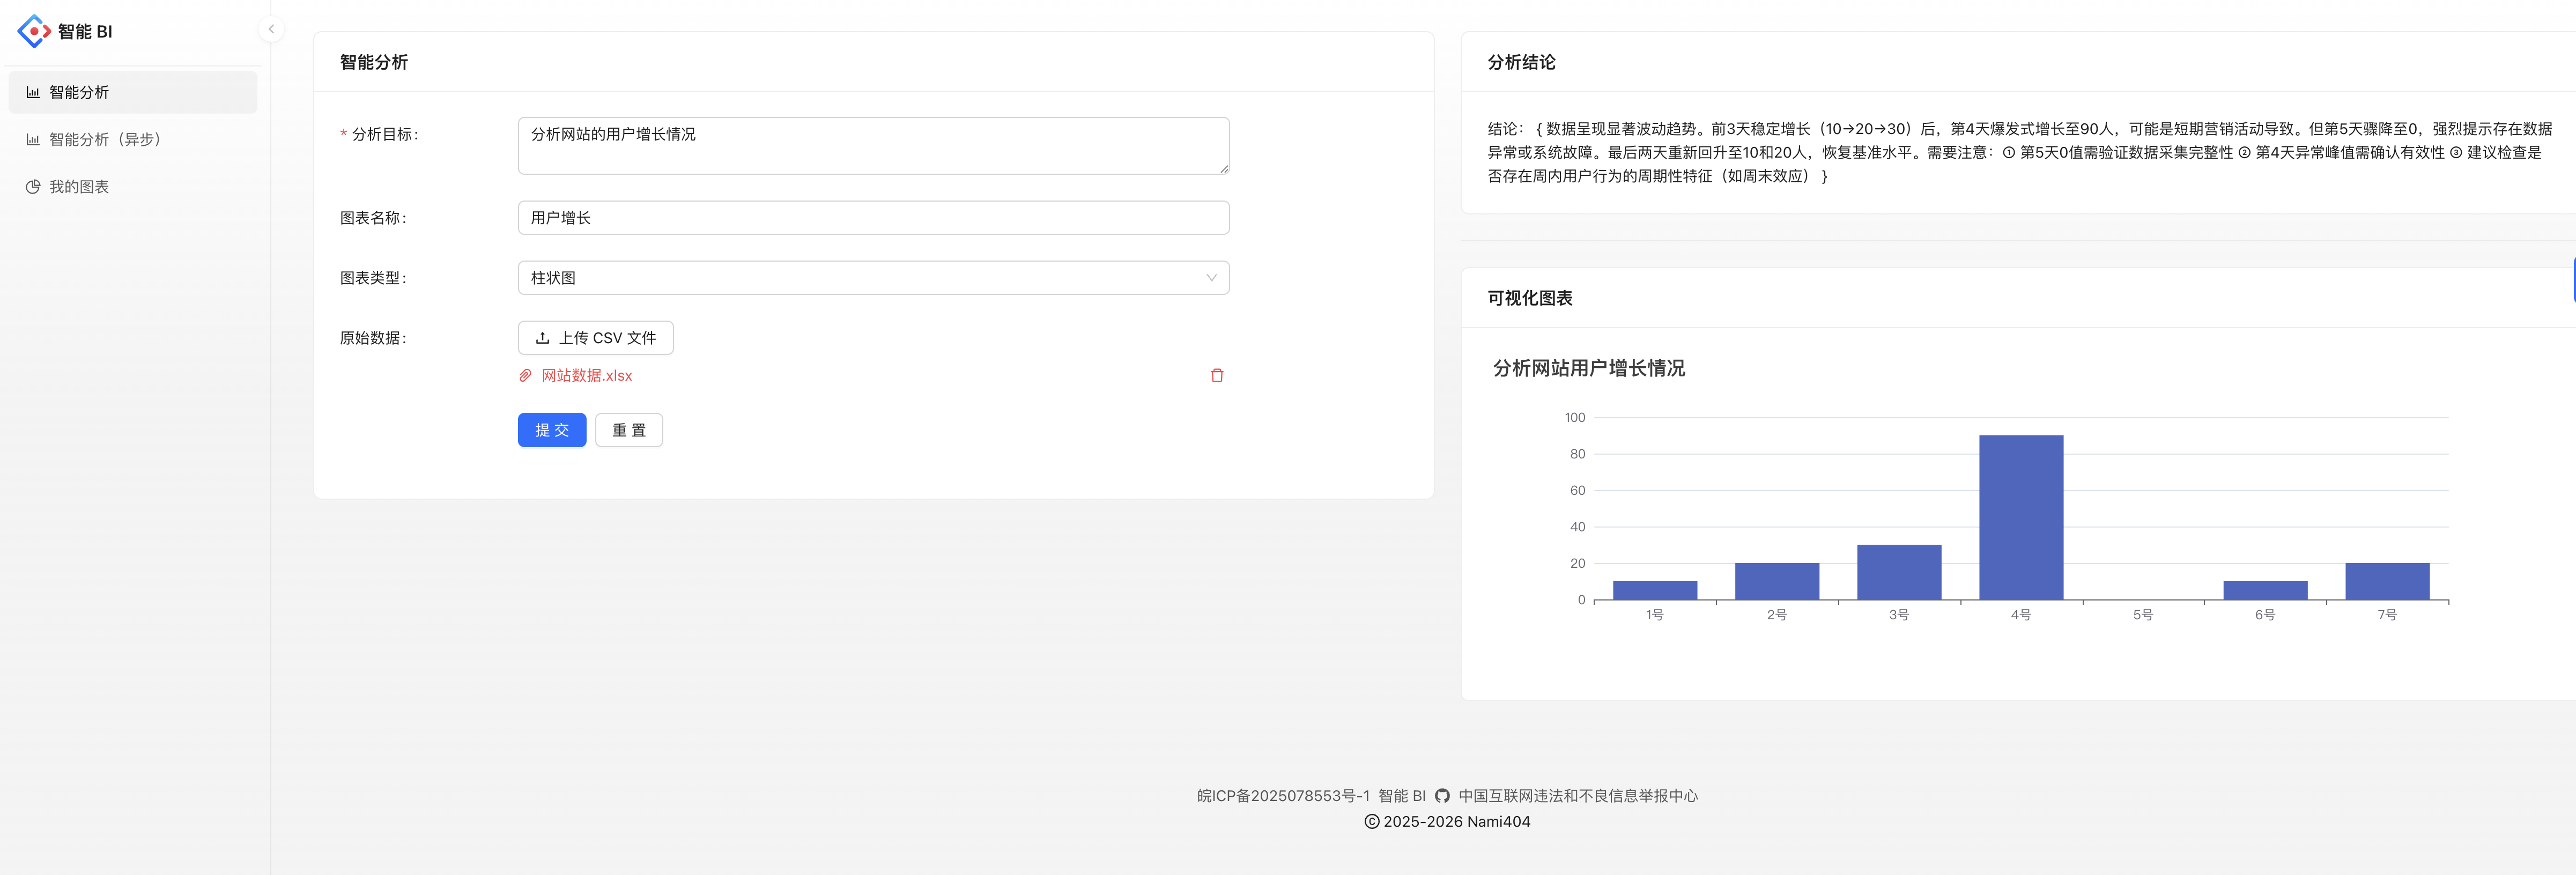 智能 BI
智能分析
智能分析（异步）
我的图表
智能分析
* 分析目标：
分析网站的用户增长情况
图表名称：
用户增长
图表类型：
柱状图
原始数据：
上传 CSV 文件
网站数据.xlsx
提 交
重 置
分析结论
结论： { 数据呈现显著波动趋势。前3天稳定增长（10→20→30）后，第4天爆发式增长至90人，可能是短期营销活动导致。但第5天骤降至0，强烈提示存在数据
异常或系统故障。最后两天重新回升至10和20人，恢复基准水平。需要注意：① 第5天0值需验证数据采集完整性 ② 第4天异常峰值需确认有效性 ③ 建议检查是
否存在周内用户行为的周期性特征（如周末效应） }
可视化图表
分析网站用户增长情况
100
80
60
40
20
0
1号 2号 3号 4号 5号 6号 7号
皖ICP备2025078553号-1 智能 BI 中国互联网违法和不良信息举报中心
© 2025-2026 Nami404